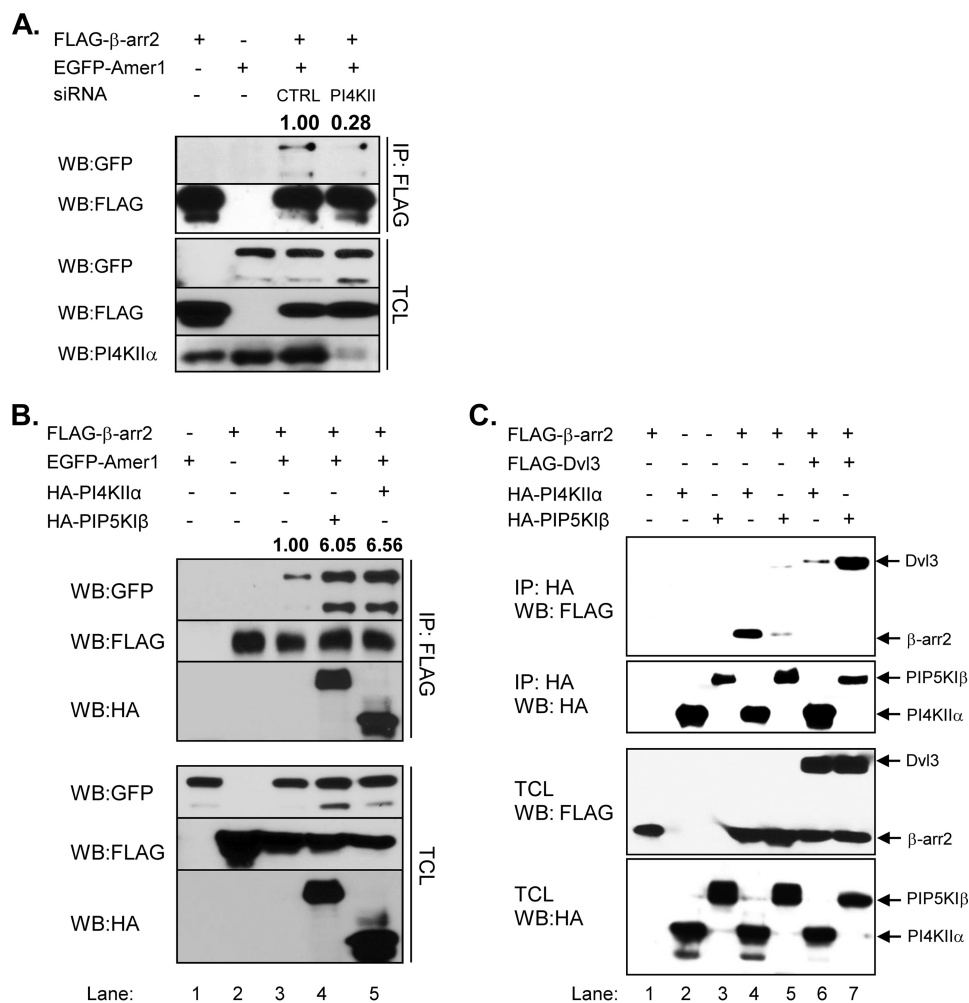 A.
FLAG-β-arr2 + - + +
EGFP-Amer1 - + + +
siRNA - - CTRL PI4KII
1.00 0.28
WB:GFP
WB:FLAG
IP: FLAG
WB:GFP
WB:FLAG
WB:PI4KIIα
TCL
B.
FLAG-β-arr2 - + + + +
EGFP-Amer1 + - + + +
HA-PI4KIIα - - - - +
HA-PIP5KIβ - - - + -
1.00 6.05 6.56
WB:GFP
WB:FLAG
WB:HA
IP: FLAG
WB:GFP
WB:FLAG
WB:HA
TCL
Lane: 1 2 3 4 5
C.
FLAG-β-arr2 + - - + + + +
FLAG-Dvl3 - - - - - + +
HA-PI4KIIα - + - + - + -
HA-PIP5KIβ - - + - + - +
IP: HA
WB: FLAG
Dvl3
β-arr2
IP: HA
WB: HA
PIP5KIβ
PI4KIIα
TCL
WB: FLAG
Dvl3
β-arr2
TCL
WB:HA
PIP5KIβ
PI4KIIα
Lane: 1 2 3 4 5 6 7